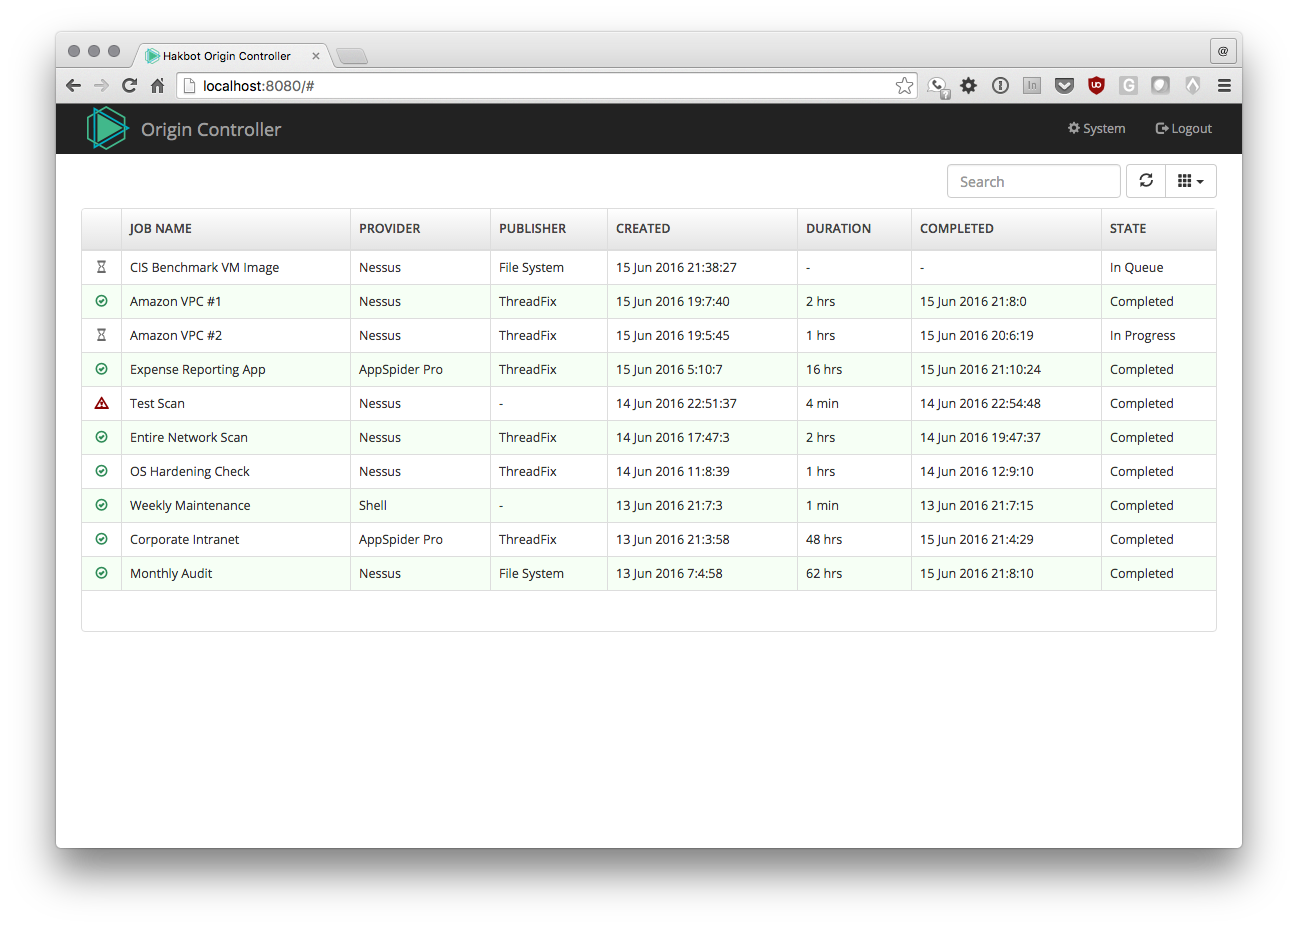 Hakbot Origin Controller
@
localhost:8080/#
Origin Controller
System
Logout
Search
JOB NAME PROVIDER PUBLISHER CREATED DURATION COMPLETED STATE
CIS Benchmark VM Image Nessus File System 15 Jun 2016 21:38:27 - - In Queue
Amazon VPC #1 Nessus ThreadFix 15 Jun 2016 19:7:40 2 hrs 15 Jun 2016 21:8:0 Completed
Amazon VPC #2 Nessus ThreadFix 15 Jun 2016 19:5:45 1 hrs 15 Jun 2016 20:6:19 In Progress
Expense Reporting App AppSpider Pro ThreadFix 15 Jun 2016 5:10:7 16 hrs 15 Jun 2016 21:10:24 Completed
Test Scan Nessus - 14 Jun 2016 22:51:37 4 min 14 Jun 2016 22:54:48 Completed
Entire Network Scan Nessus ThreadFix 14 Jun 2016 17:47:3 2 hrs 14 Jun 2016 19:47:37 Completed
OS Hardening Check Nessus ThreadFix 14 Jun 2016 11:8:39 1 hrs 14 Jun 2016 12:9:10 Completed
Weekly Maintenance Shell - 13 Jun 2016 21:7:3 1 min 13 Jun 2016 21:7:15 Completed
Corporate Intranet AppSpider Pro ThreadFix 13 Jun 2016 21:3:58 48 hrs 15 Jun 2016 21:4:29 Completed
Monthly Audit Nessus File System 13 Jun 2016 7:4:58 62 hrs 15 Jun 2016 21:8:10 Completed